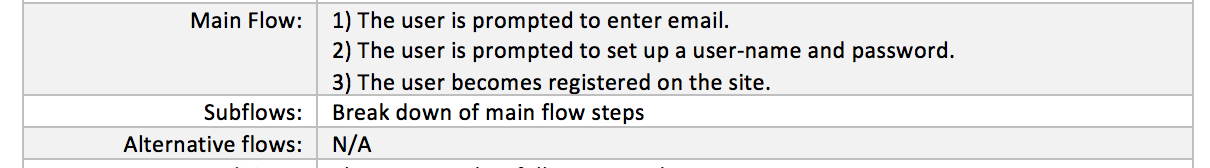 Main Flow: 1) The user is prompted to enter email.
2) The user is prompted to set up a user-name and password.
3) The user becomes registered on the site.
Subflows: Break down of main flow steps
Alternative flows: N/A